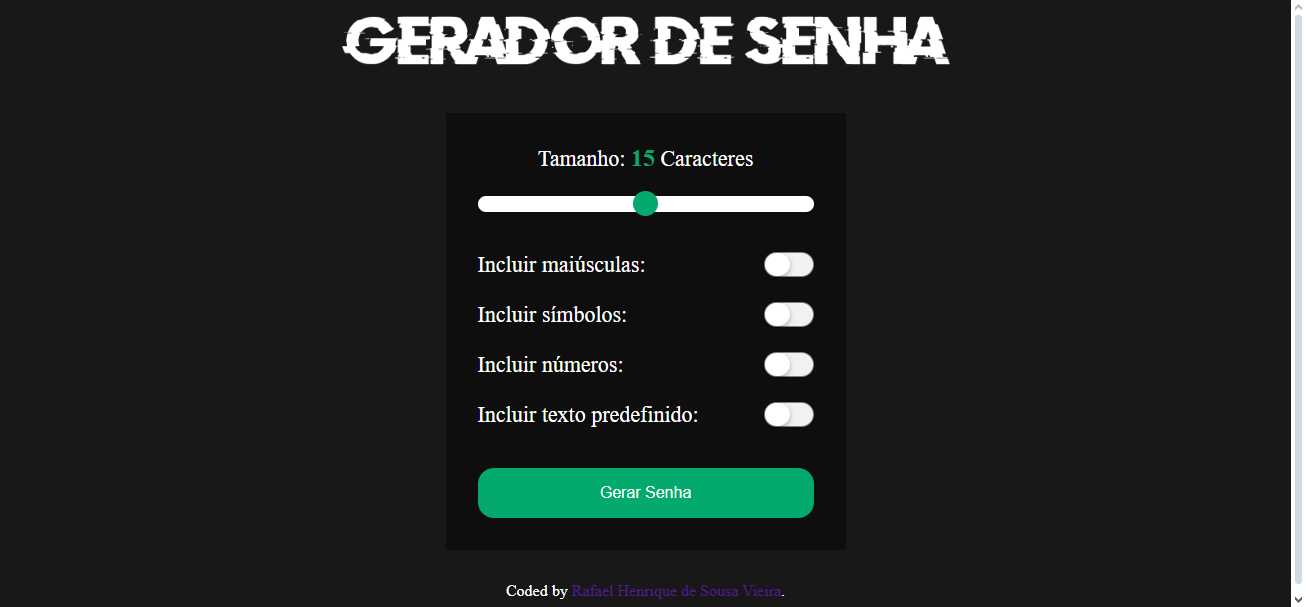 GERADOR DE SENHA
Tamanho: 15 Caracteres
Incluir maiúsculas:
Incluir símbolos:
Incluir números:
Incluir texto predefinido:
Gerar Senha
Coded by Rafael Henrique de Sousa Vieira.